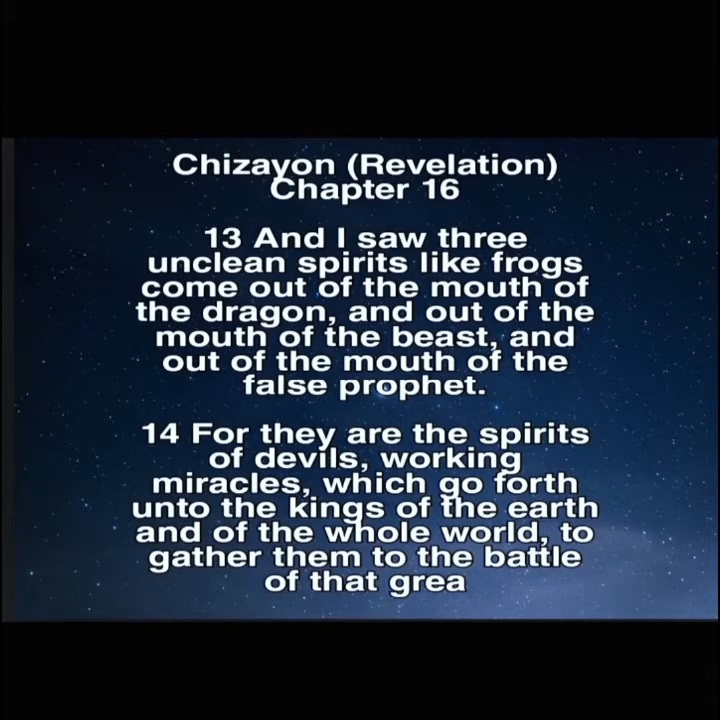 Chizayon (Revelation)
Chapter 16
13 And I saw three
unclean spirits like frogs
come out of the mouth of
the dragon, and out of the
mouth of the beast, and
out of the mouth of the
false prophet.
14 For they are the spirits
of devils, working
miracles, which go forth
unto the kings of the earth
and of the whole world, to
gather them to the battle
of that grea